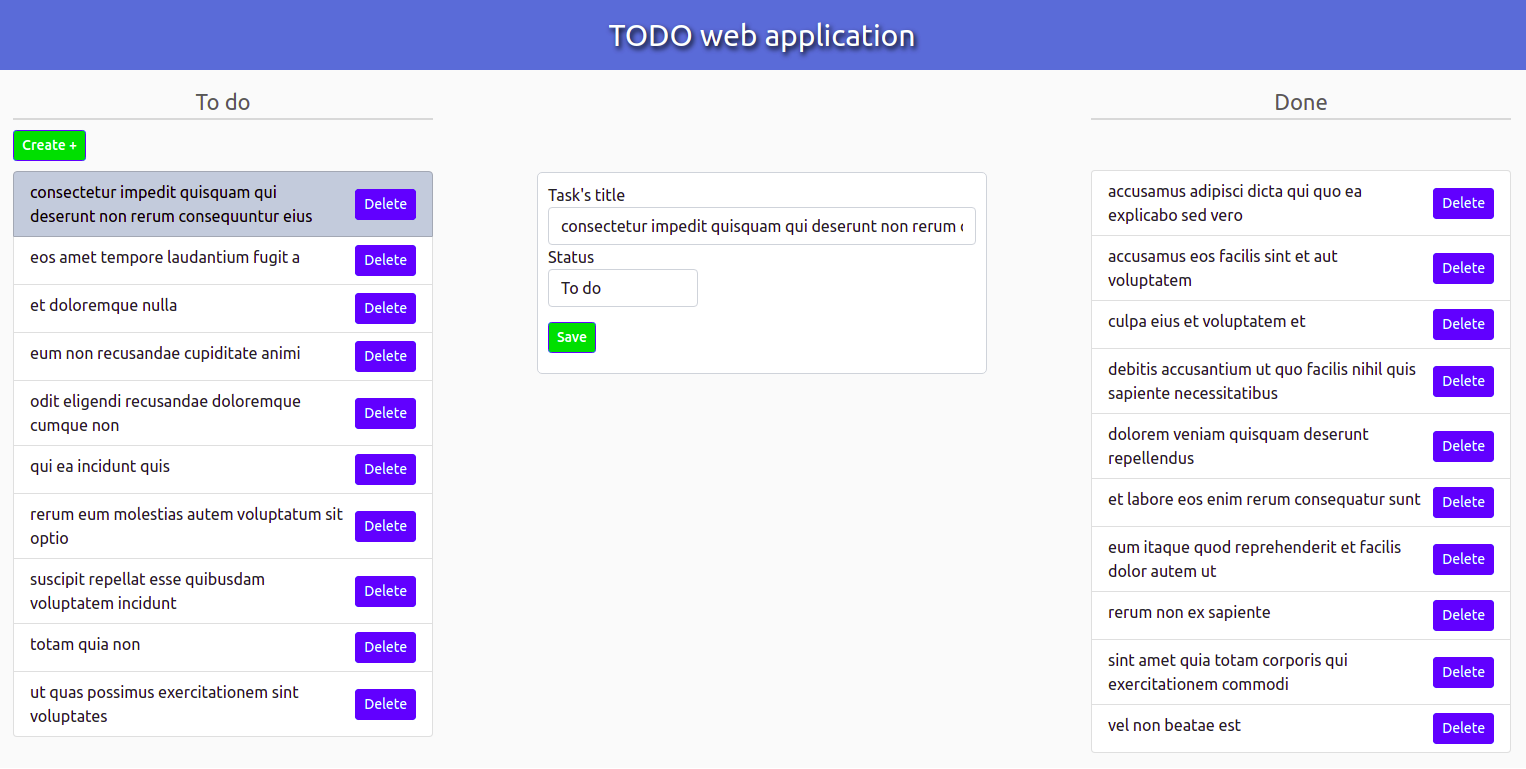 TODO web application
To do
Create +
consectetur impedit quisquam qui
deserunt non rerum consequuntur eius
Delete
eos amet tempore laudantium fugit a
Delete
et doloremque nulla
Delete
eum non recusandae cupiditate animi
Delete
odit eligendi recusandae doloremque
cumque non
Delete
qui ea incidunt quis
Delete
rerum eum molestias autem voluptatum sit
optio
Delete
suscipit repellat esse quibusdam
voluptatem incidunt
Delete
totam quia non
Delete
ut quas possimus exercitationem sint
voluptates
Delete
Task's title
consectetur impedit quisquam qui deserunt non rerum
Status
To do
Save
Done
accusamus adipisci dicta qui quo ea
explicabo sed vero
Delete
accusamus eos facilis sint et aut
voluptatem
Delete
culpa eius et voluptatem et
Delete
debitis accusantium ut quo facilis nihil quis
sapiente necessitatibus
Delete
dolorem veniam quisquam deserunt
repellendus
Delete
et labore eos enim rerum consequatur sunt
Delete
eum itaque quod reprehenderit et facilis
dolor autem ut
Delete
rerum non ex sapiente
Delete
sint amet quia totam corporis qui
exercitationem commodi
Delete
vel non beatae est
Delete